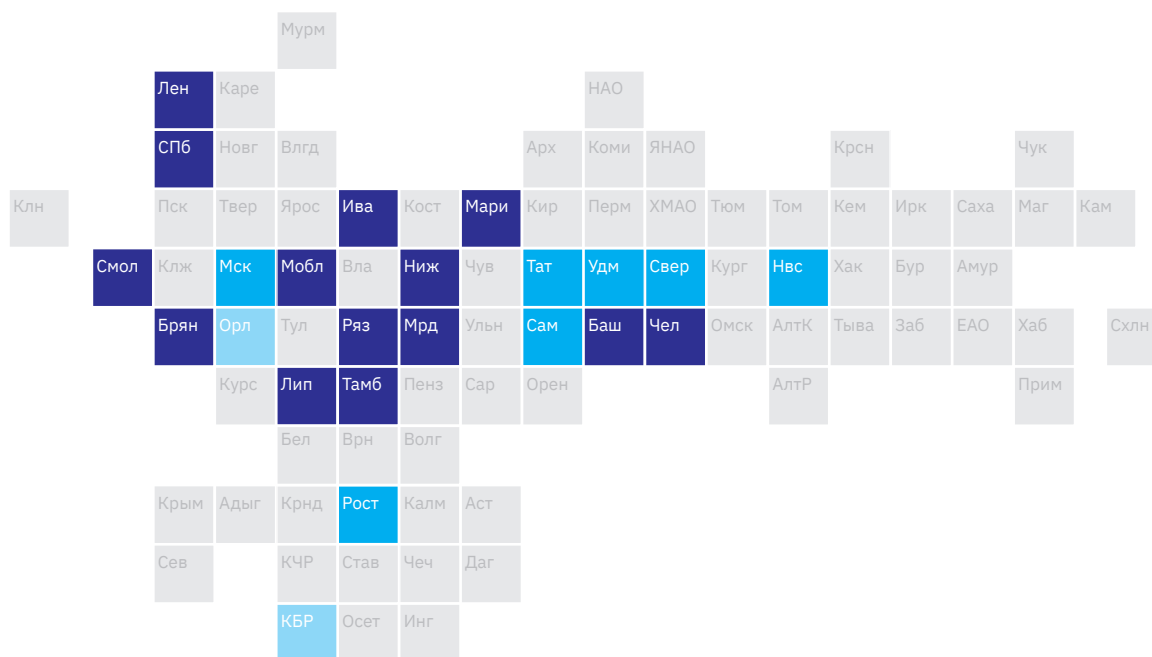 Мурм
Лен Каре НАО
СПб Новг Влгд Арх Коми ЯНАО Крсн Чук
Клн Пск Твер Ярос Ива Кост Мари Кир Перм ХМАО Тюм Том Кем Ирк Саха Маг Кам
Смол Клж Мск Мобл Вла Ниж Чув Тат Удм Свер Кург Нвс Хак Бур Амур
Брян Орл Тул Ряз Мрд Ульн Сам Баш Чел Омск АлтК Тыва Заб ЕАО Хаб Схлн
Курс Лип Тамб Пенз Сар Орен АлтР Прим
Бел Врн Волг
Крым Адыг Крнд Рост Калм Аст
Сев КЧР Став Чеч Даг
КБР Осет Инг